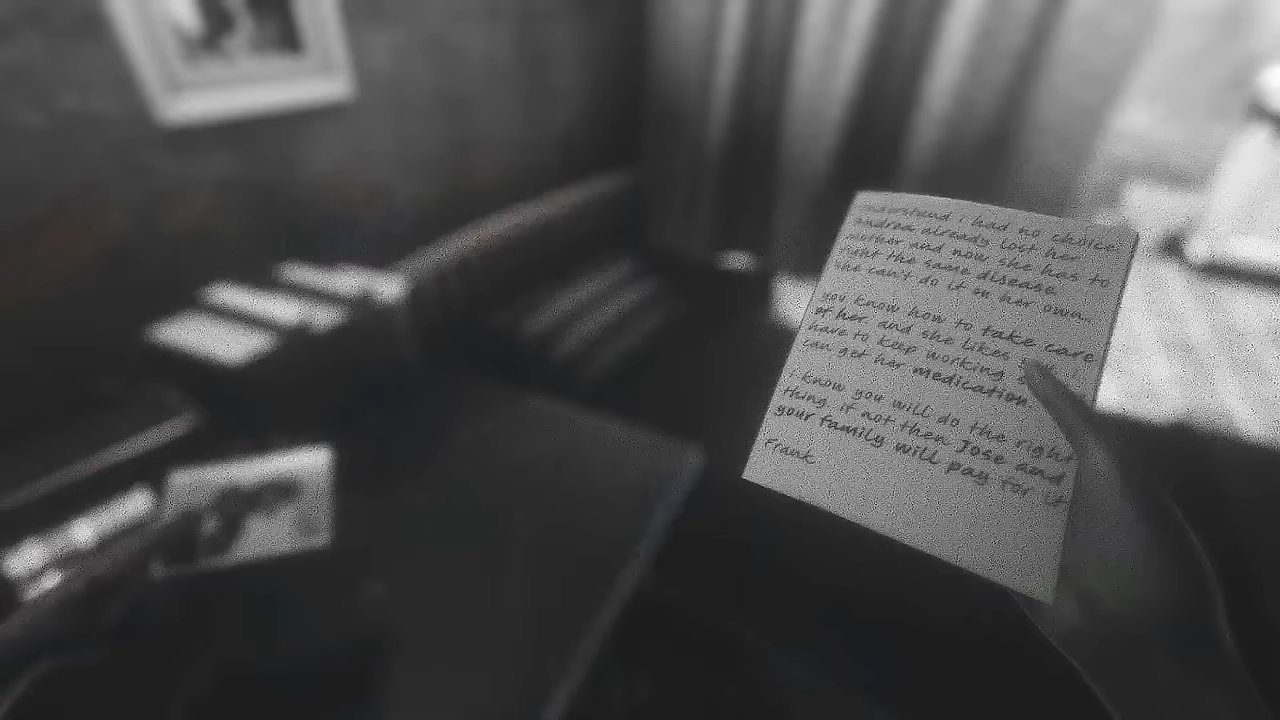 understand i had no choice
already lost her
and now she has to
the same disease
she can't do it on her own..
you know how to take care
of her and she likes
have to keep working
can get her medication.
i know you will do the right
thing if not then Jose and
your family will pay for it
Frank